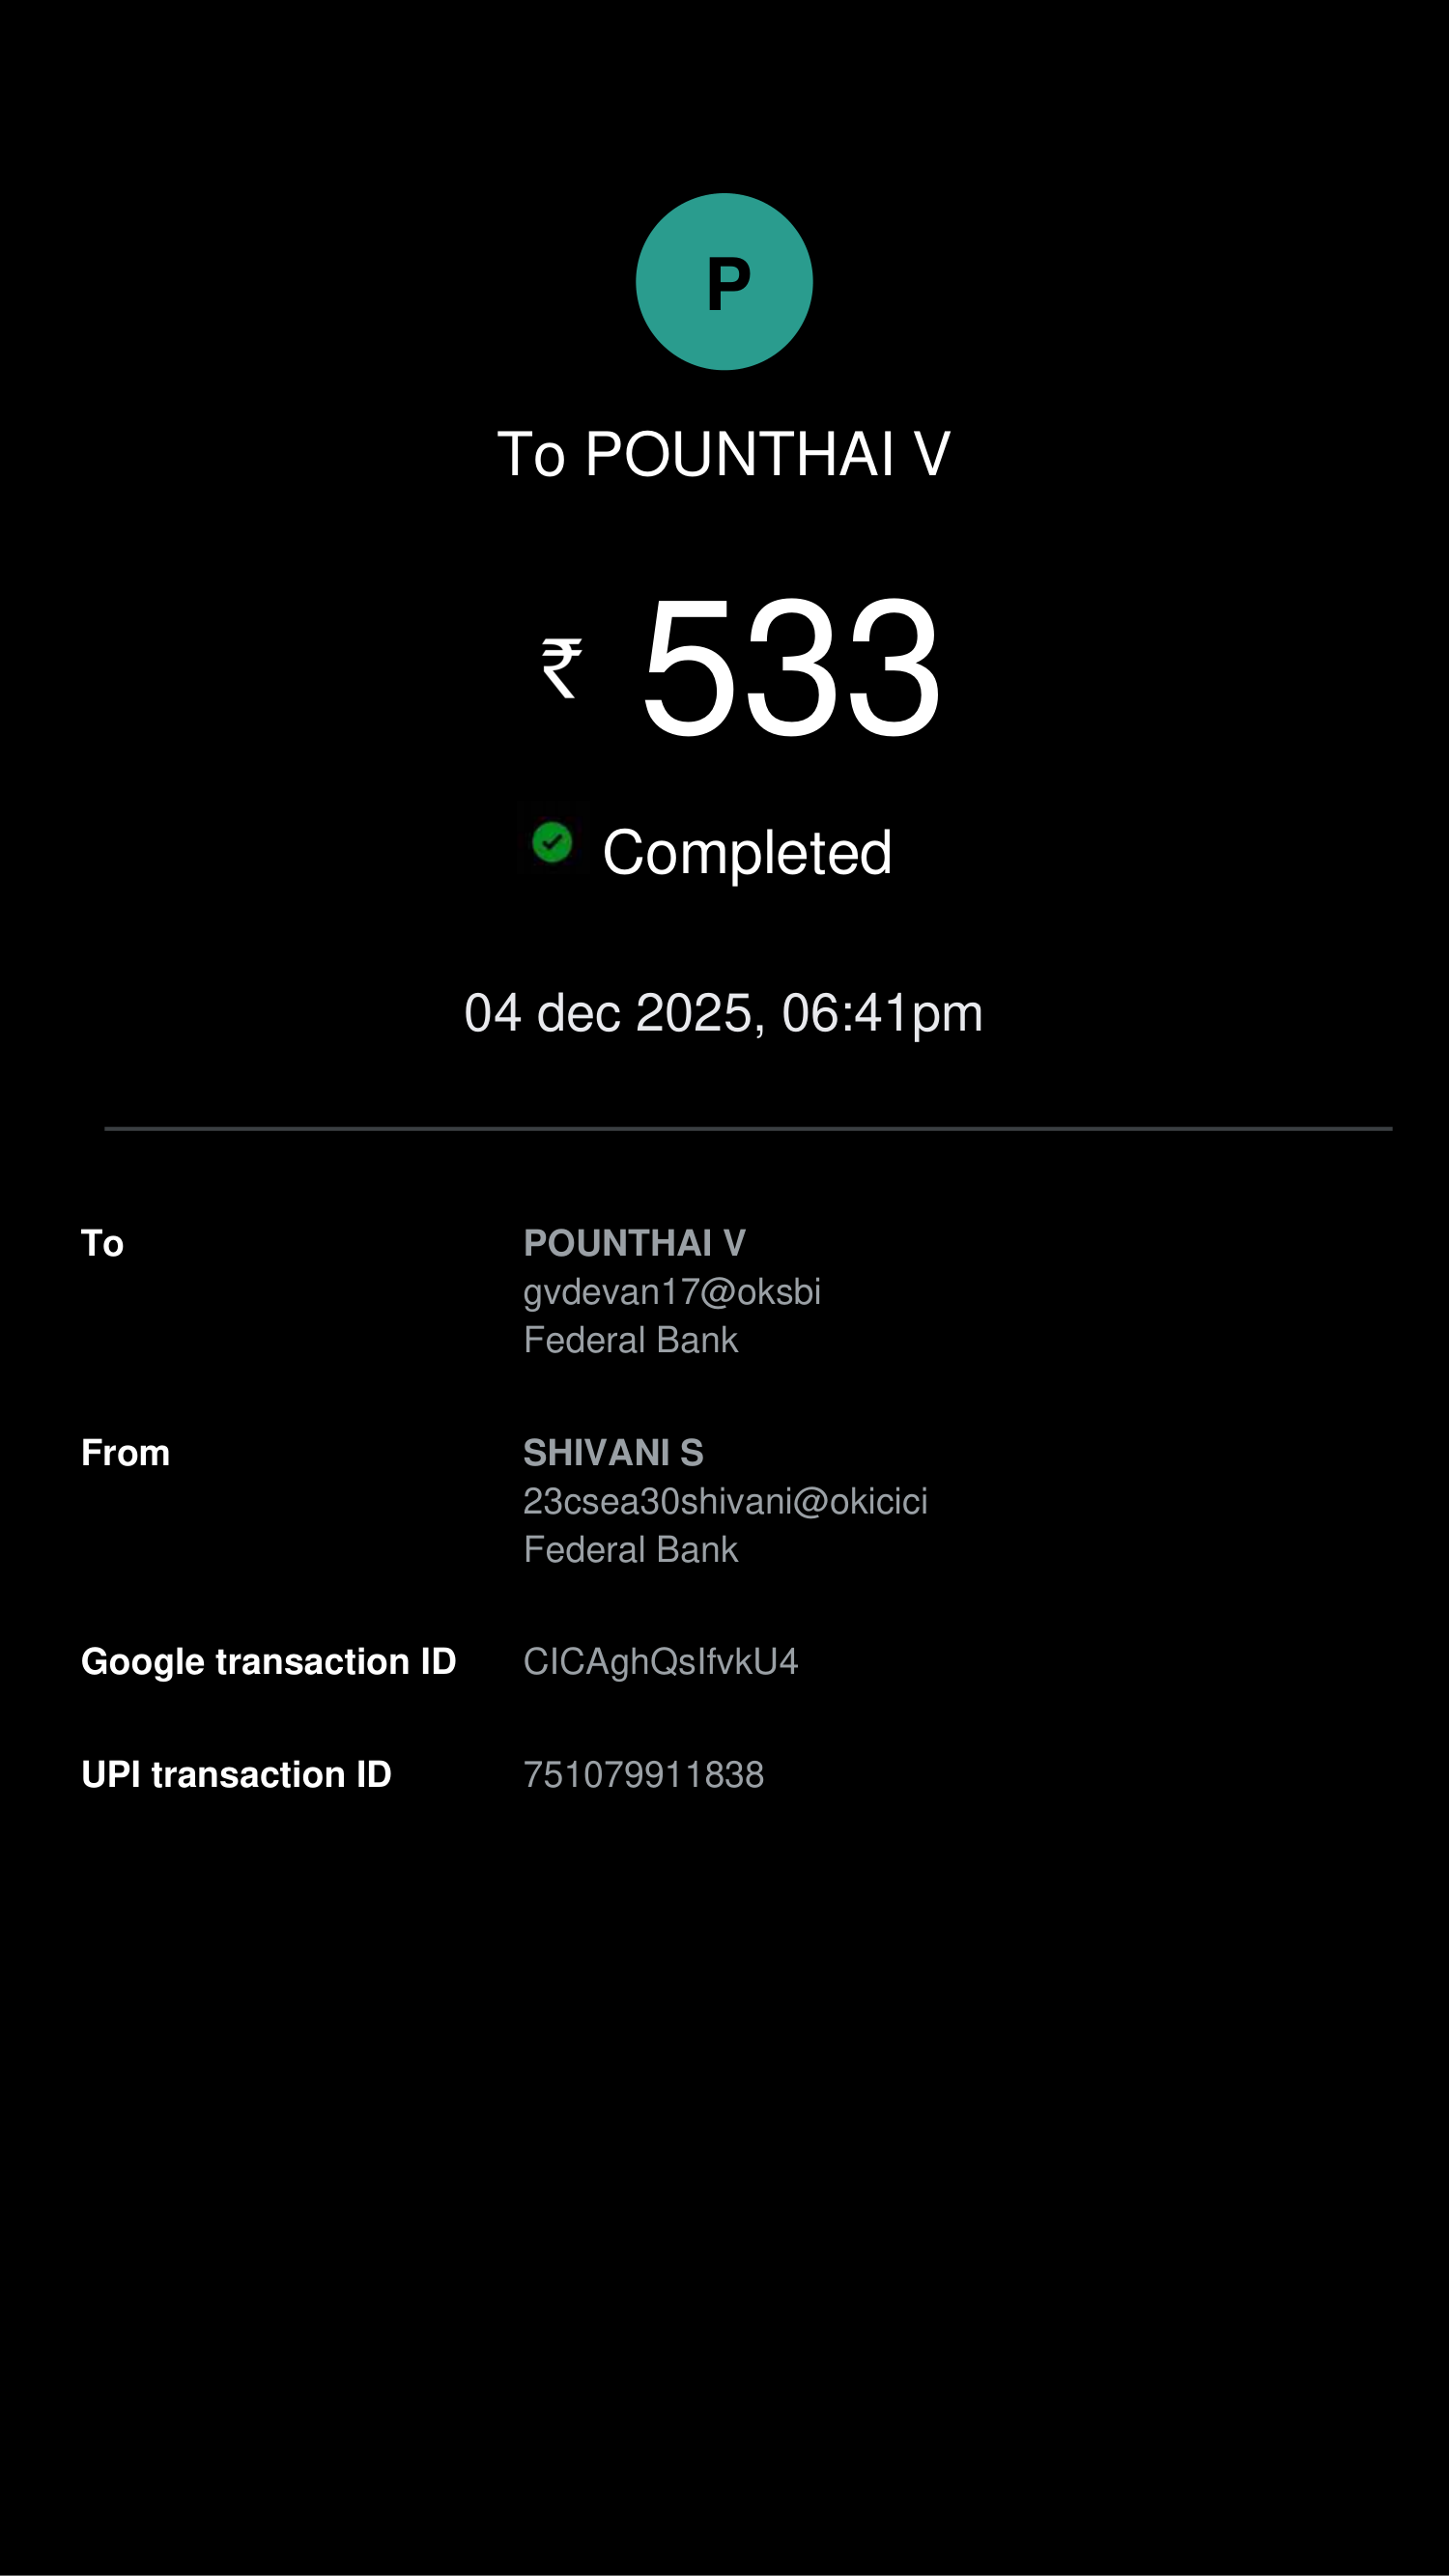 P
To POUNTHAI V
₹ 533
Completed
04 dec 2025, 06:41pm
To POUNTHAI V
gvdevan17@oksbi
Federal Bank
From SHIVANI S
23csea30shivani@okicici
Federal Bank
Google transaction ID CICAghQsIfvkU4
UPI transaction ID 751079911838